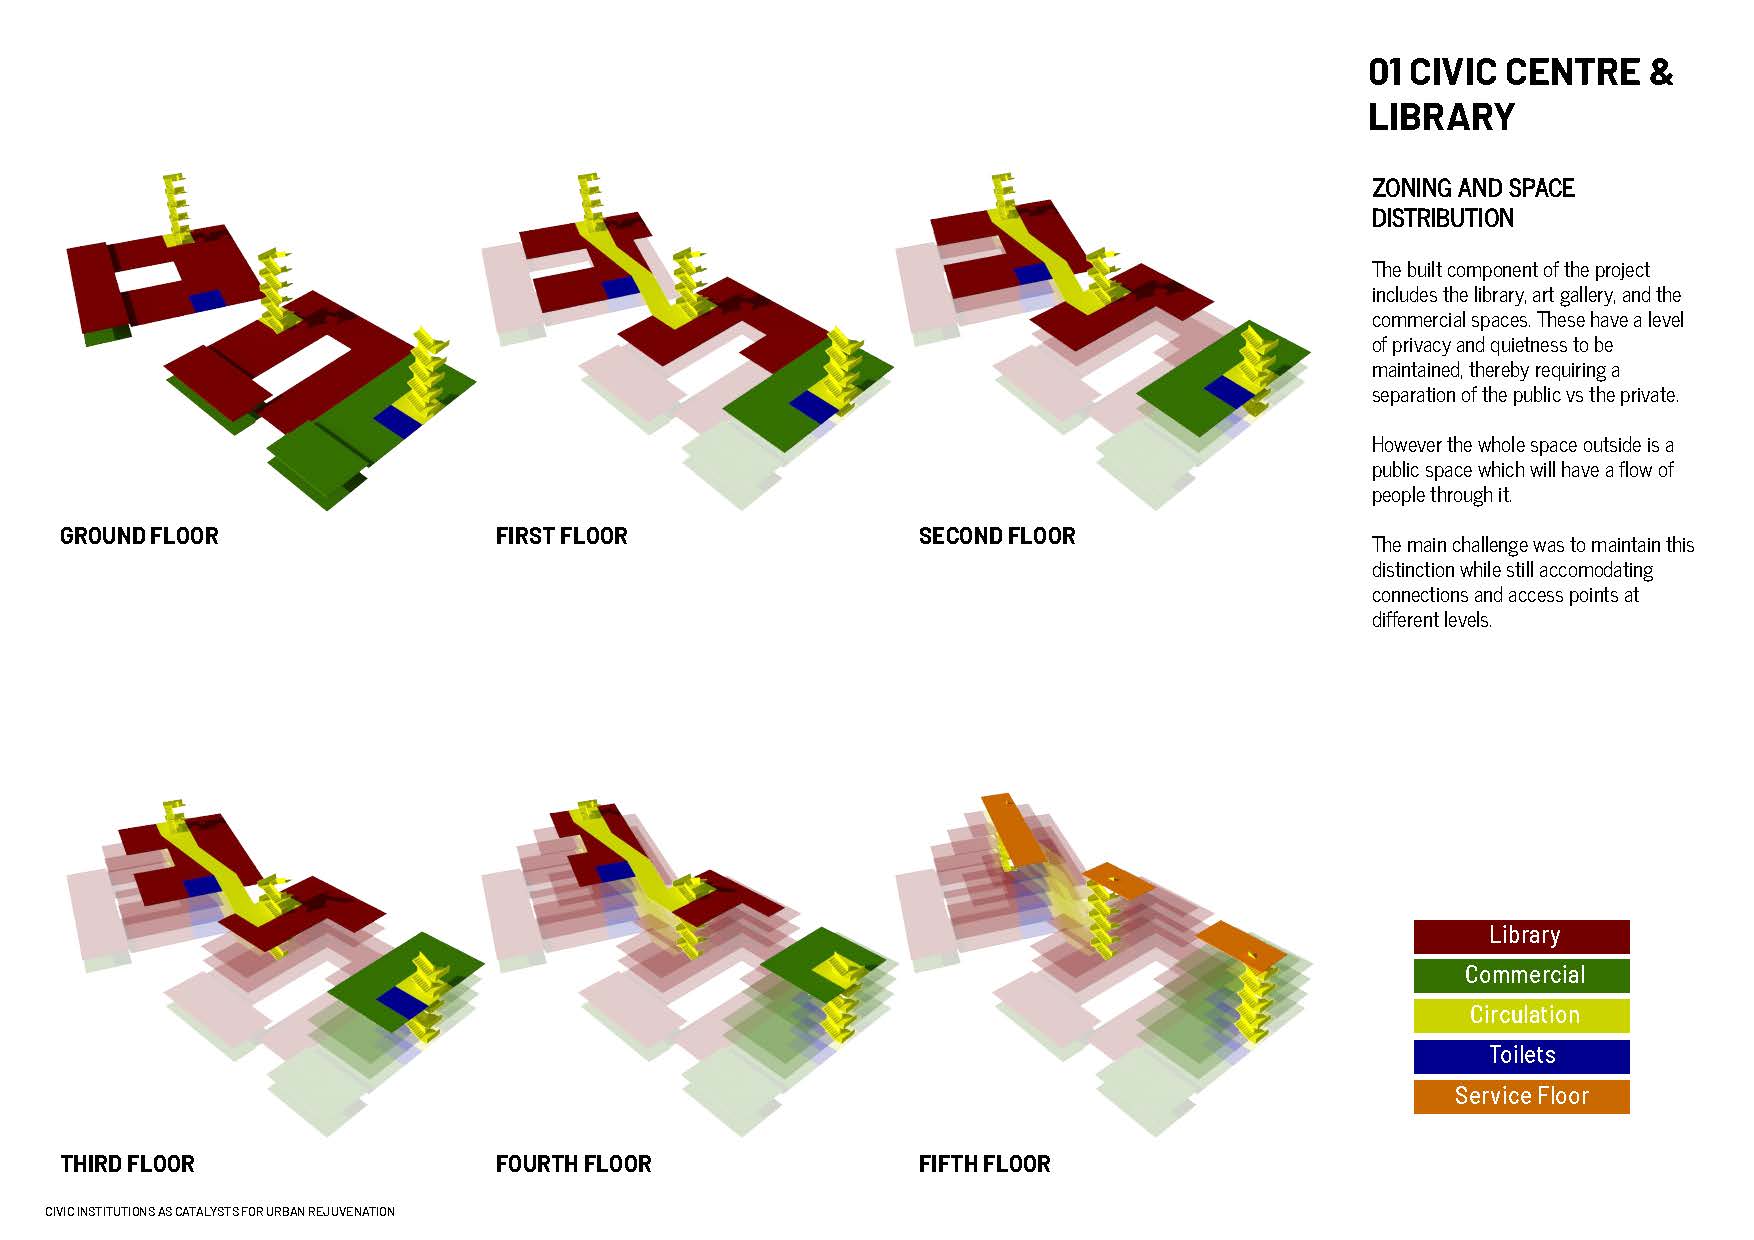 01 CIVIC CENTRE &
LIBRARY
ZONING AND SPACE
DISTRIBUTION
The built component of the project
includes the library, art gallery, and the
commercial spaces. These have a level
of privacy and quietness to be
maintained, thereby requiring a
separation of the public vs the private.
However the whole space outside is a
public space which will have a flow of
people through it.
The main challenge was to maintain this
distinction while still accomodating
connections and access points at
different levels.
GROUND FLOOR
FIRST FLOOR
SECOND FLOOR
THIRD FLOOR
FOURTH FLOOR
FIFTH FLOOR
Library
Commercial
Circulation
Toilets
Service Floor
CIVIC INSTITUTIONS AS CATALYSTS FOR URBAN REJUVENATION